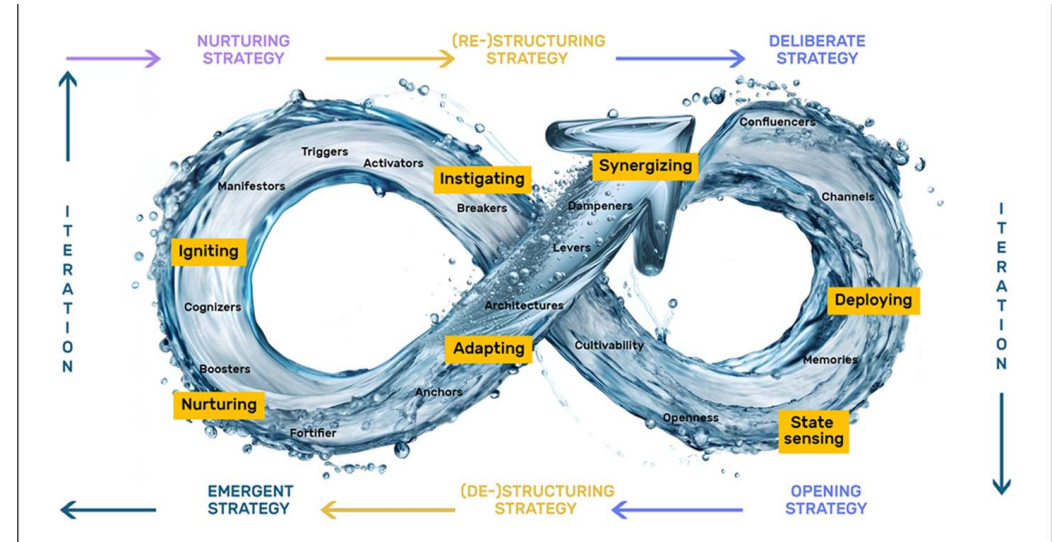 NURTURING
STRATEGY
(RE-)STRUCTURING
STRATEGY
DELIBERATE
STRATEGY
Confluencers
Triggers
Activators
Synergizing
Instigating
Manifestors
Channels
Breakers
Dampeners
ITERATION
ITERATION
Igniting
Levers
Cognizers
Architectures
Deploying
Adapting
Cultivability
Boosters
Memories
Nurturing
Anchors
Openness
Fortifier
State
sensing
EMERGENT
STRATEGY
(DE-)STRUCTURING
STRATEGY
OPENING
STRATEGY